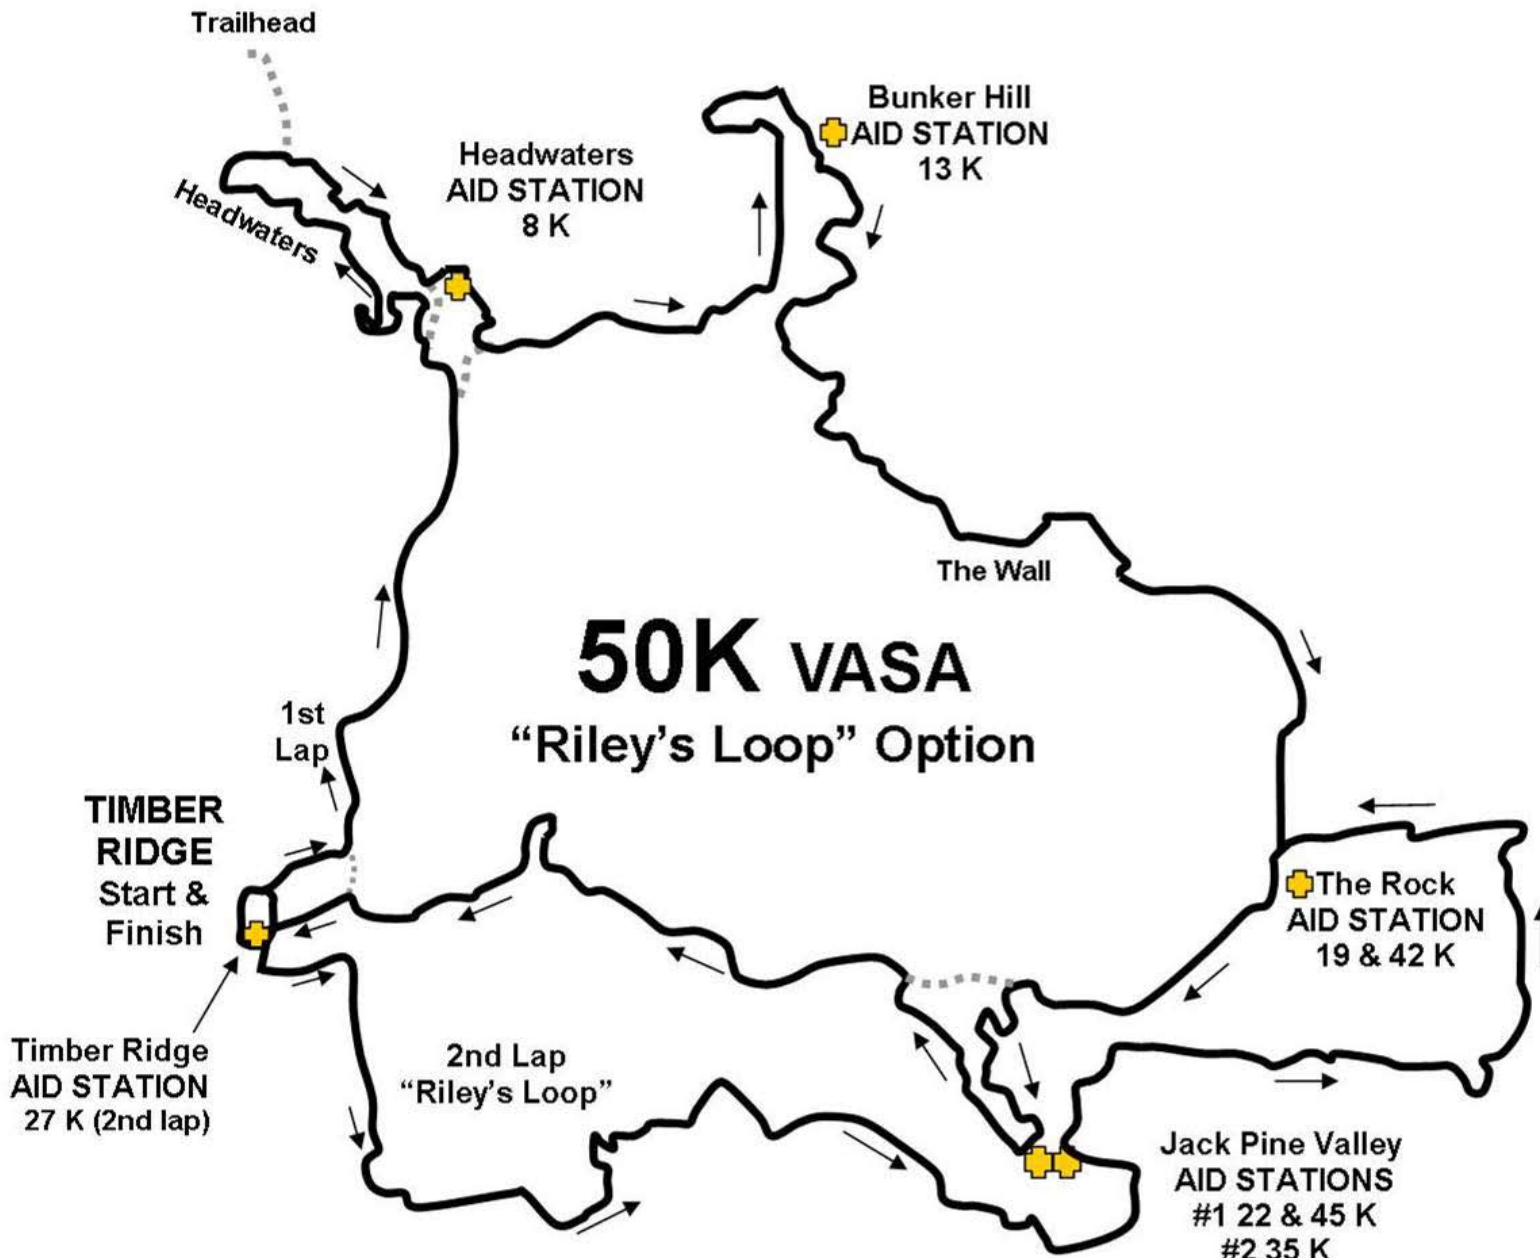 Trailhead
Bunker Hill
AID STATION
13 K
Headwaters
AID STATION
8 K
Headwaters
The Wall
50K VASA
“Riley’s Loop” Option
1st
Lap
TIMBER
RIDGE
Start &
Finish
The Rock
AID STATION
19 & 42 K
Timber Ridge
AID STATION
27 K (2nd lap)
2nd Lap
“Riley’s Loop”
Jack Pine Valley
AID STATIONS
#1 22 & 45 K
#2 35 K